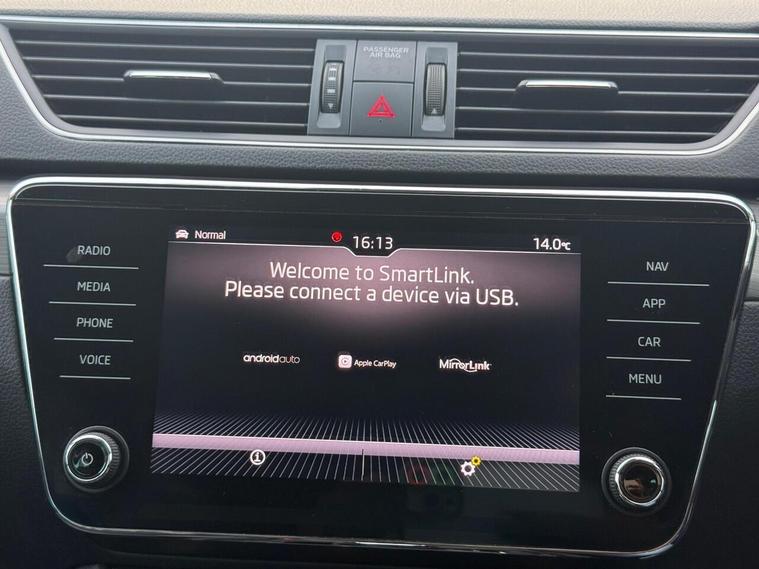 PASSENGER
AIR BAG
RADIO
MEDIA
PHONE
VOICE
Normal
16:13
14.0°C
Welcome to SmartLink.
Please connect a device via USB.
androidauto
Apple CarPlay
MirrorLink
NAV
APP
CAR
MENU